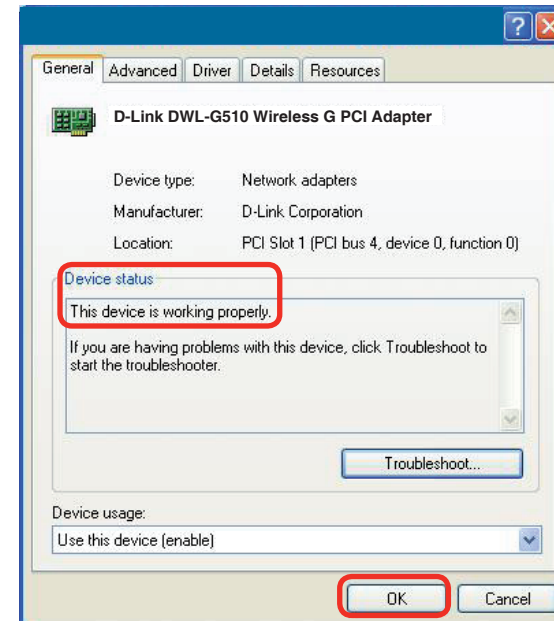 ?
General Advanced Driver Details Resources
D-Link DWL-G510 Wireless G PCI Adapter
Device type: Network adapters
Manufacturer: D-Link Corporation
Location: PCI Slot 1 (PCI bus 4, device 0, function 0)
Device status
This device is working properly.
If you are having problems with this device, click Troubleshoot to
start the troubleshooter.
Troubleshoot...
Device usage:
Use this device (enable)
OK Cancel